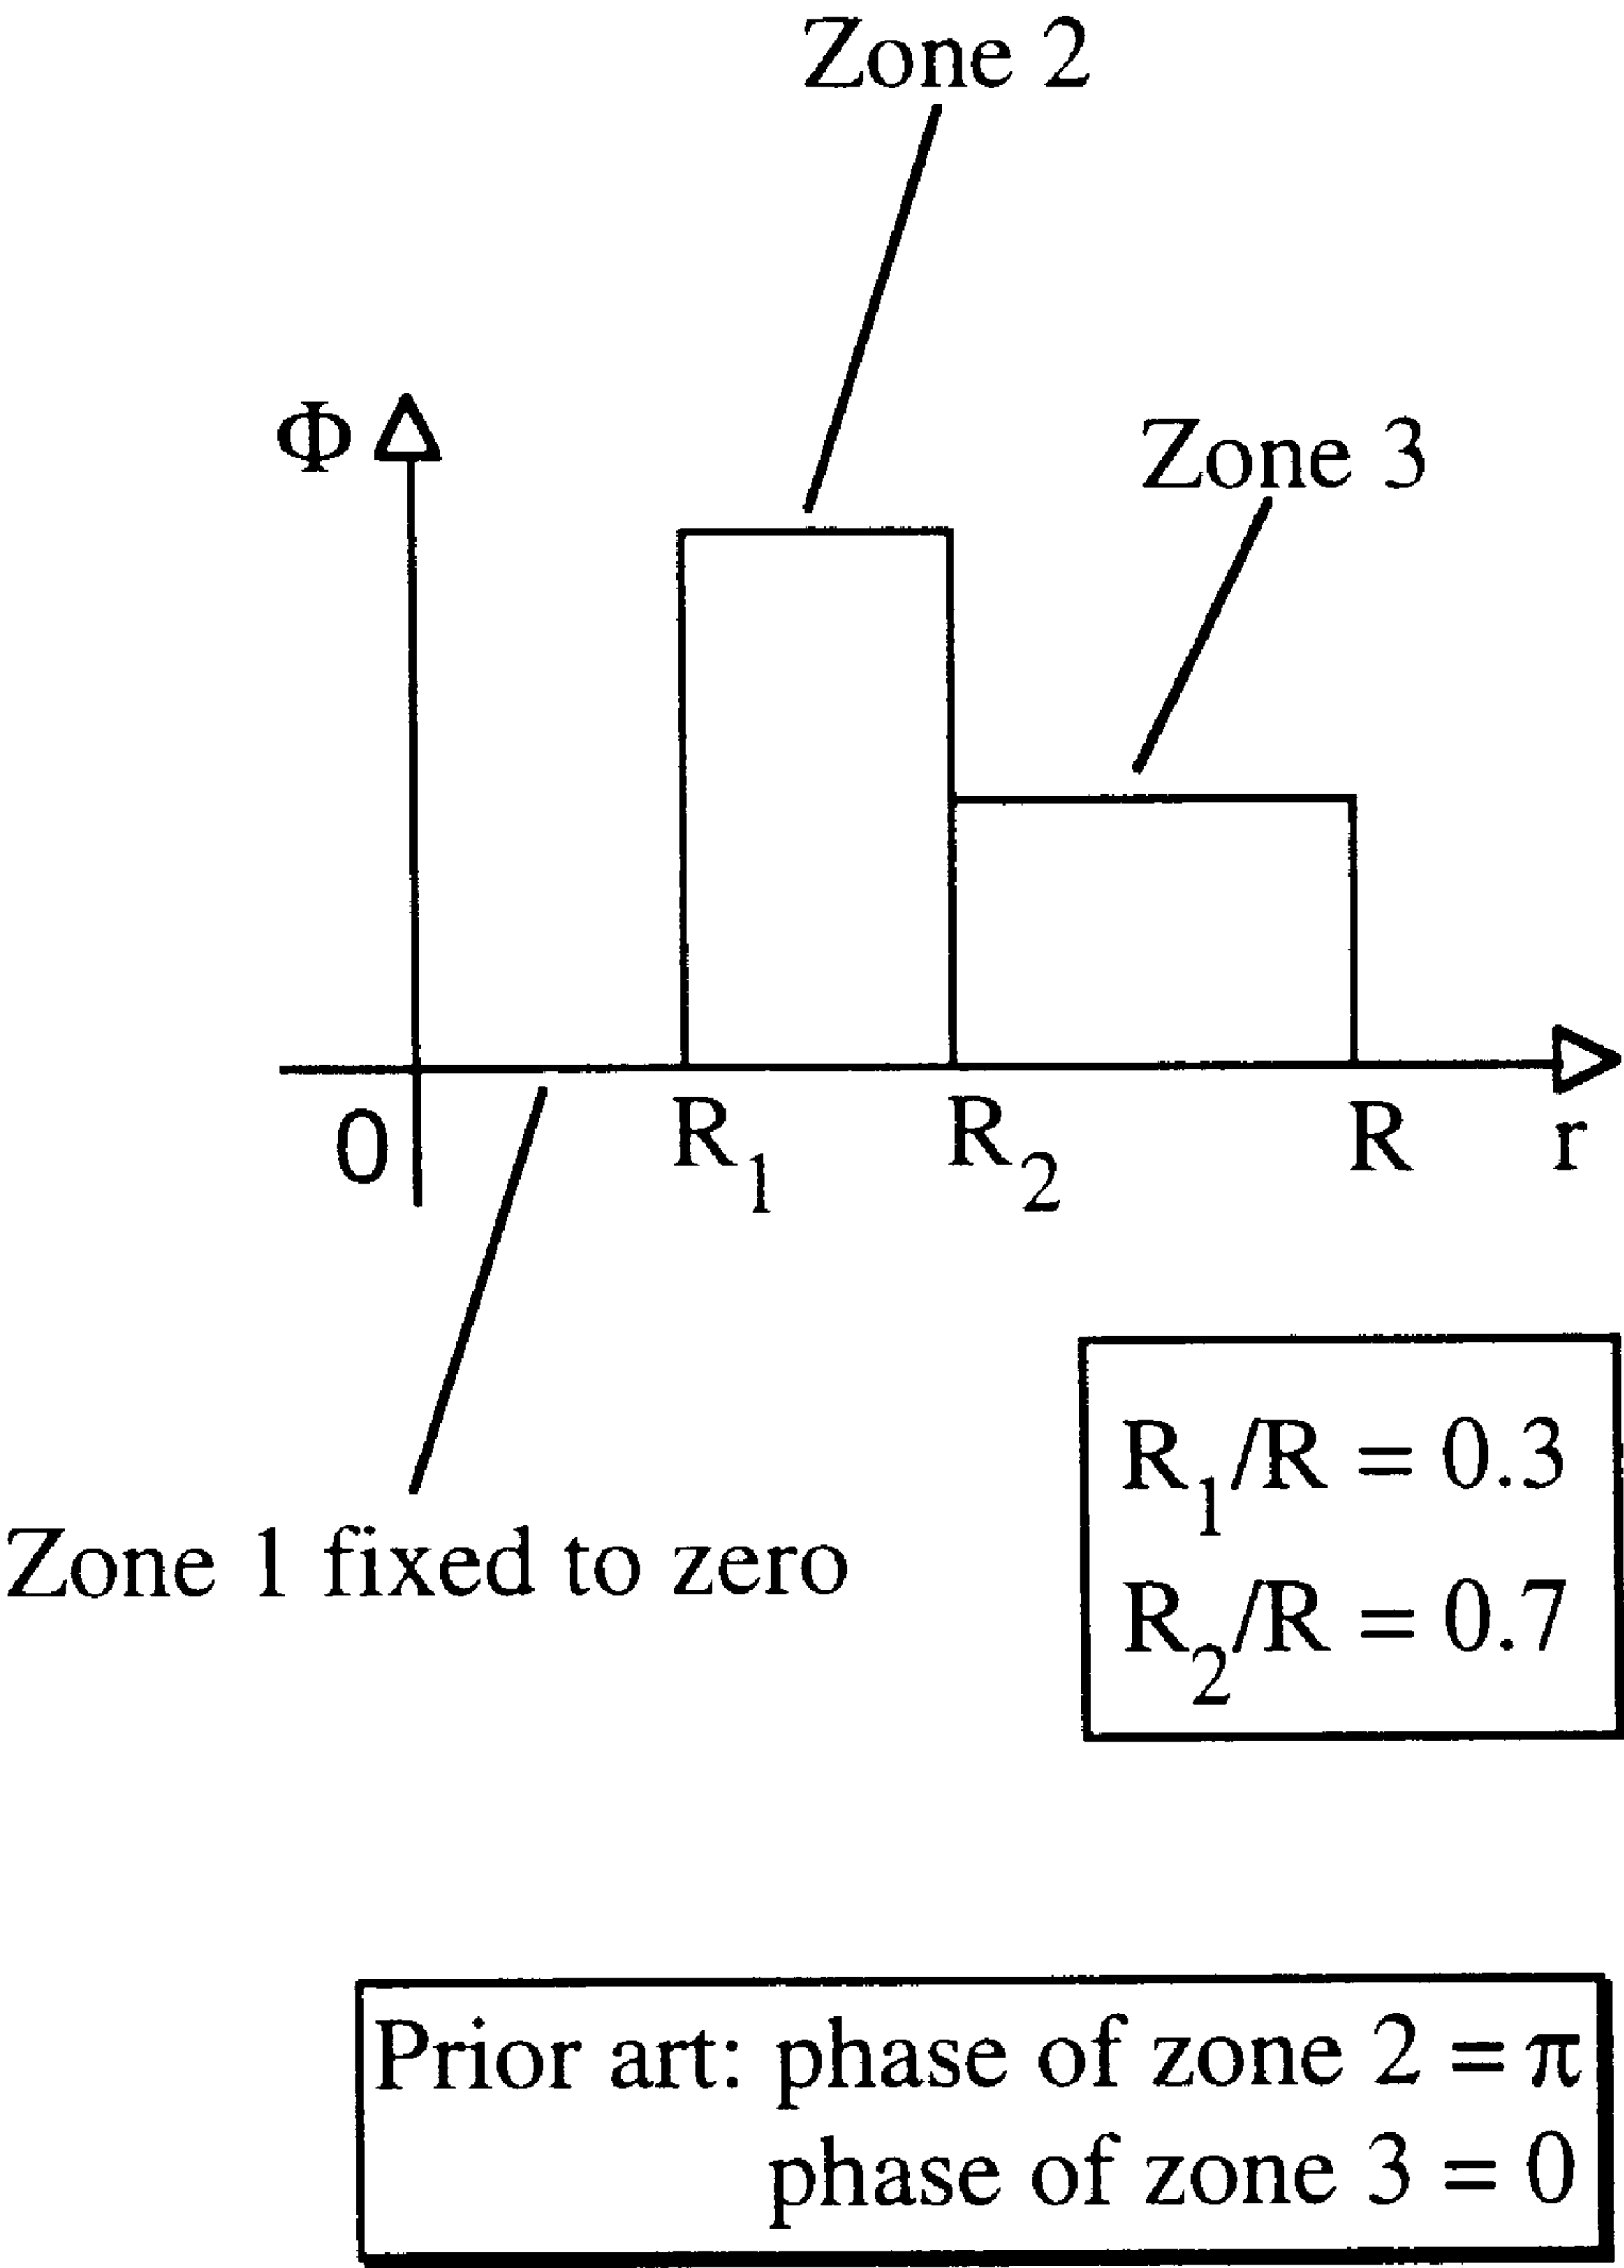 Zone 2
Φ
Zone 3
0
R₁
R₂
R
r
Zone 1 fixed to zero
R₁/R = 0.3
R₂/R = 0.7
Prior art: phase of zone 2 = π
phase of zone 3 = 0